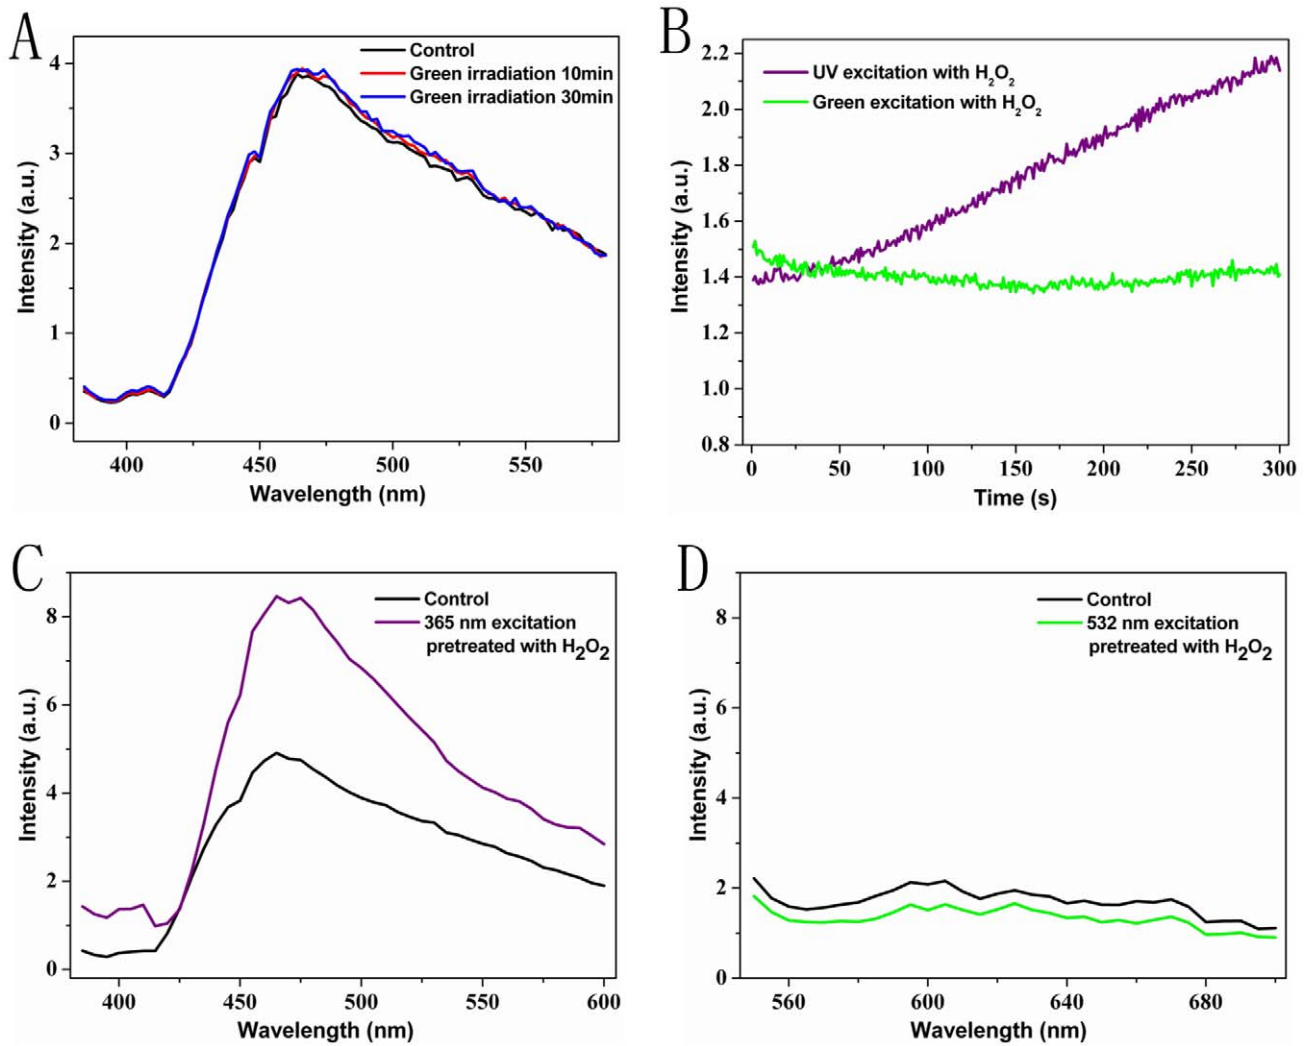 A
Control
Green irradiation 10min
Green irradiation 30min
4
3
2
1
0
400
450
500
550
Intensity (a.u.)
Wavelength (nm)
B
UV excitation with H₂O₂
Green excitation with H₂O₂
2.2
2.0
1.8
1.6
1.4
1.2
1.0
0.8
0
50
100
150
200
250
300
Intensity (a.u.)
Time (s)
C
Control
365 nm excitation
pretreated with H₂O₂
8
6
4
2
0
400
450
500
550
600
Intensity (a.u.)
Wavelength (nm)
D
Control
532 nm excitation
pretreated with H₂O₂
8
6
4
2
0
560
600
640
680
Intensity (a.u.)
Wavelength (nm)